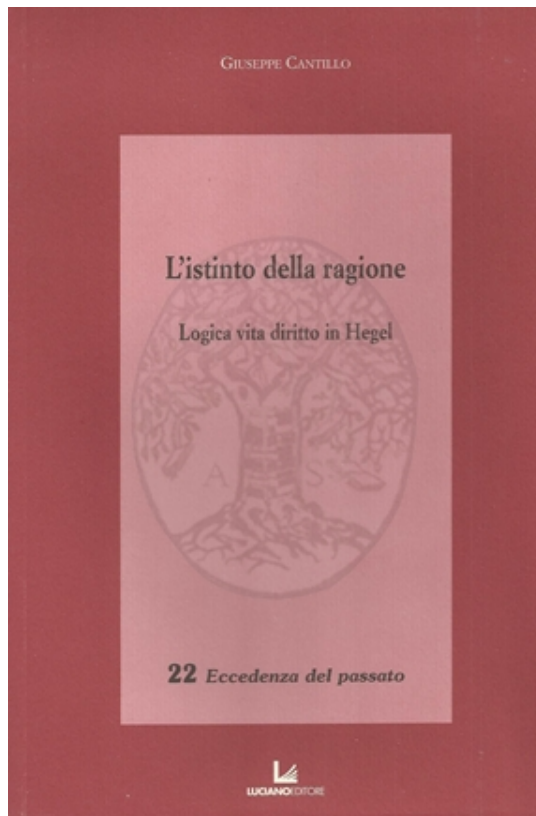 GIUSEPPE CANTILLO
L'istinto della ragione
Logica vita diritto in Hegel
A S
22 Eccedenza del passato
LUCIANOEDITORE